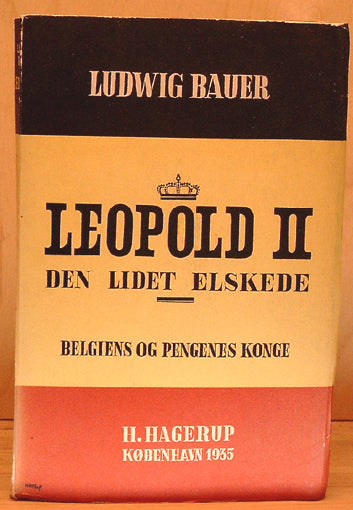 LUDWIG BAUER
LEOPOLD II
DEN LIDET ELSKEDE
BELGIENS OG PENGENES KONGE
H. HAGERUP
KØBENHAVN 1935